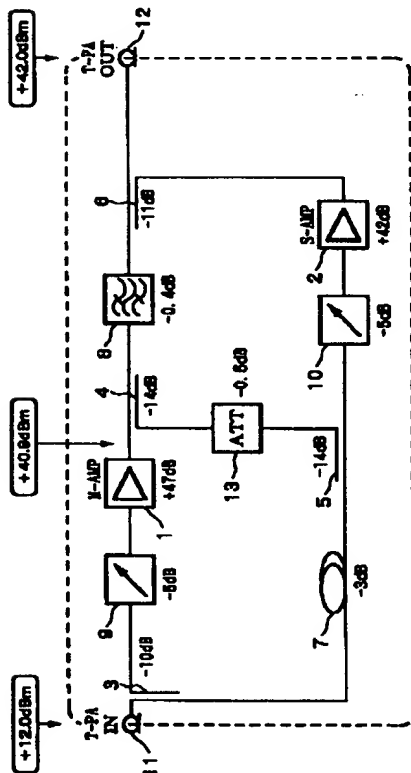 +12.0dBm
+40.9dBm
+42.0dBm
T-PA
IN
11
3
-10dB
9
-5dB
M-AMP
1
+47dB
4
-14dB
8
-0.4dB
6
-11dB
T-PA
OUT
12
ATT
13
-0.5dB
7
-3dB
5
-14dB
10
-5dB
S-AMP
2
+42dB